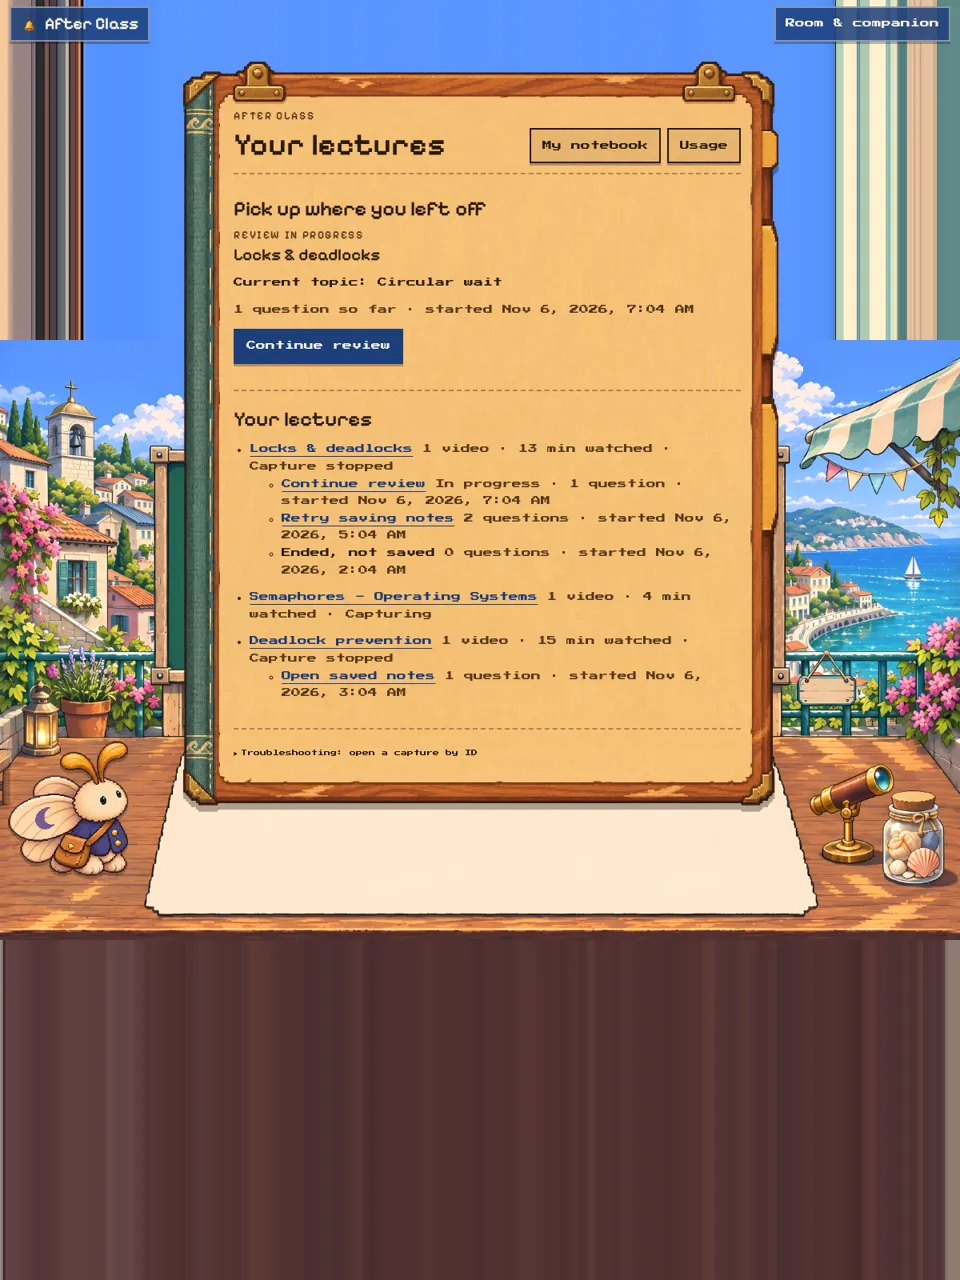 After Class
Room & companion
AFTER CLASS
Your lectures
My notebook
Usage
Pick up where you left off
REVIEW IN PROGRESS
Locks & deadlocks
Current topic: Circular wait
1 question so far · started Nov 6, 2026, 7:04 AM
Continue review
Your lectures
• Locks & deadlocks 1 video · 13 min watched ·
Capture stopped
◦ Continue review In progress · 1 question ·
started Nov 6, 2026, 7:04 AM
◦ Retry saving notes 2 questions · started Nov 6,
2026, 5:04 AM
◦ Ended, not saved 0 questions · started Nov 6,
2026, 2:04 AM
• Semaphores – Operating Systems 1 video · 4 min
watched · Capturing
• Deadlock prevention 1 video · 15 min watched ·
Capture stopped
◦ Open saved notes 1 question · started Nov 6,
2026, 3:04 AM
▸ Troubleshooting: open a capture by ID